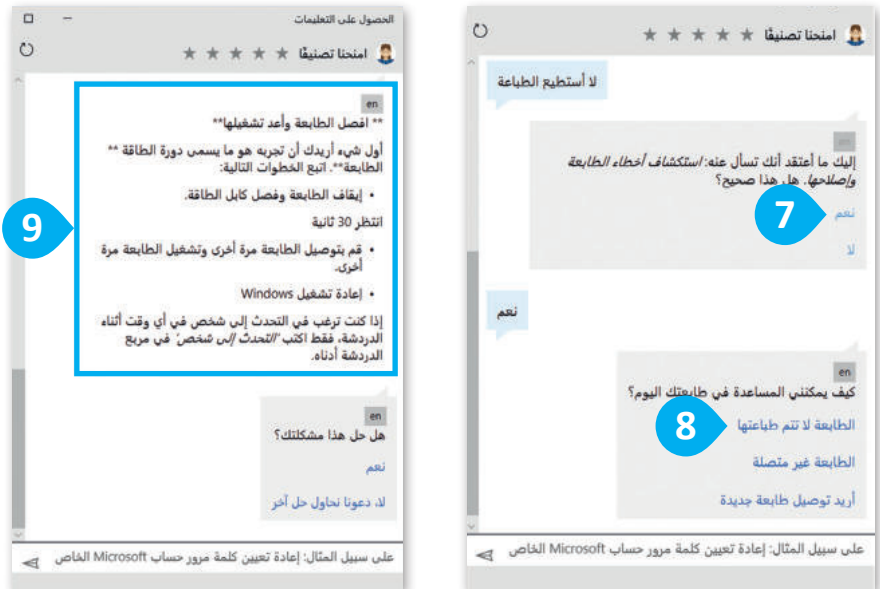 امنحنا تصنيفًا
لا أستطيع الطباعة
en
إليك ما أعتقد أنك تسأل عنه: استكشاف أخطاء الطابعة
وإصلاحها. هل هذا صحيح؟
نعم
7
لا
نعم
en
كيف يمكنني المساعدة في طابعتك اليوم؟
الطابعة لا تتم طباعتها
8
الطابعة غير متصلة
أريد توصيل طابعة جديدة
على سبيل المثال: إعادة تعيين كلمة مرور حساب Microsoft الخاص
الحصول على التعليمات
امنحنا تصنيفًا
en
** افصل الطابعة وأعد تشغيلها**
أول شيء أريدك أن تجربه هو ما يسمى دورة الطاقة **
الطابعة**. اتبع الخطوات التالية:
• إيقاف الطابعة وفصل كابل الطاقة.
انتظر 30 ثانية
• قم بتوصيل الطابعة مرة أخرى وتشغيل الطابعة مرة
أخرى.
• إعادة تشغيل Windows
إذا كنت ترغب في التحدث إلى شخص في أي وقت أثناء
الدردشة، فقط اكتب "التحدث إلى شخص" في مربع
الدردشة أدناه.
9
en
هل حل هذا مشكلتك؟
نعم
لا، دعونا نحاول حل آخر
على سبيل المثال: إعادة تعيين كلمة مرور حساب Microsoft الخاص